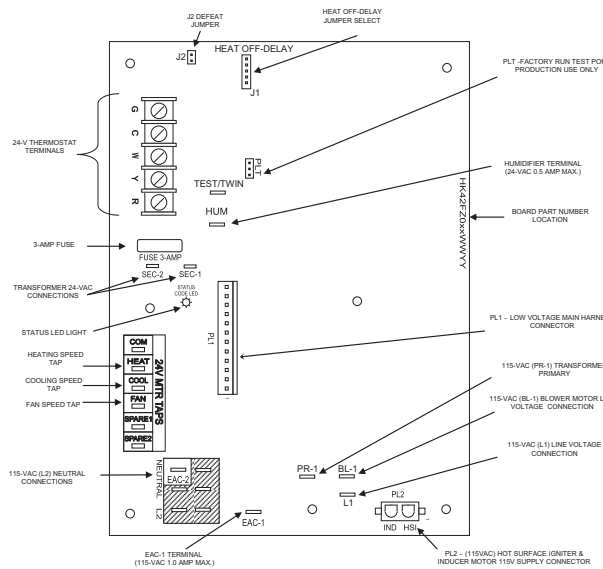 J2 DEFEAT
JUMPER
HEAT OFF-DELAY
JUMPER SELECT
J2
HEAT OFF-DELAY
J1
PLT -FACTORY RUN TEST POR
PRODUCTION USE ONLY
24-V THERMOSTAT
TERMINALS
G
C
W
Y
R
PLT
TEST/TWIN
HUM
HUMIDIFIER TERMINAL
(24-VAC 0.5 AMP MAX.)
HK42FZ0xxWWYY
BOARD PART NUMBER
LOCATION
3-AMP FUSE
FUSE 3-AMP
SEC-2
SEC-1
TRANSFORMER 24-VAC
CONNECTIONS
STATUS
CODE LED
STATUS LED LIGHT
PL1
PL1 – LOW VOLTAGE MAIN HARNE
CONNECTOR
COM
HEAT
COOL
FAN
SPARE1
SPARE2
24V MTR TAPS
HEATING SPEED
TAP
COOLING SPEED
TAP
FAN SPEED TAP
115-VAC (PR-1) TRANSFORMER
PRIMARY
115-VAC (BL-1) BLOWER MOTOR L
VOLTAGE CONNECTION
115-VAC (L1) LINE VOLTAGE
CONNECTION
115-VAC (L2) NEUTRAL
CONNECTIONS
NEUTRAL
L2
EAC-2
PR-1
BL-1
L1
PL2
IND HSI
EAC-1
EAC-1 TERMINAL
(115-VAC 1.0 AMP MAX.)
PL2 – (115VAC) HOT SURFACE IGNITER &
INDUCER MOTOR 115V SUPPLY CONNECTOR